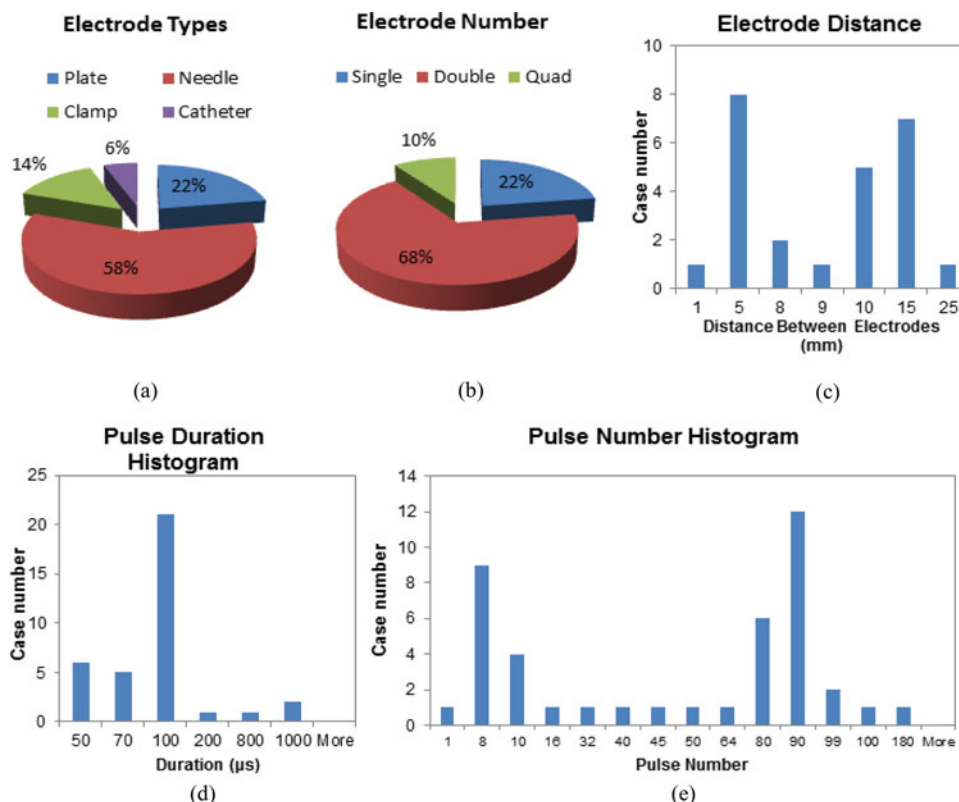 Electrode Types
Plate Needle
Clamp Catheter
14%
6%
22%
58%
(a)
Electrode Number
Single Double Quad
10%
22%
68%
(b)
Electrode Distance
Case number
10
8
6
4
2
0
1 5 8 9 10 15 25
Distance Between Electrodes
(mm)
(c)
Pulse Duration
Histogram
Case number
25
20
15
10
5
0
50 70 100 200 800 1000 More
Duration (µs)
(d)
Pulse Number Histogram
Case number
14
12
10
8
6
4
2
0
1 8 10 16 32 40 45 50 64 80 90 99 100 180 More
Pulse Number
(e)